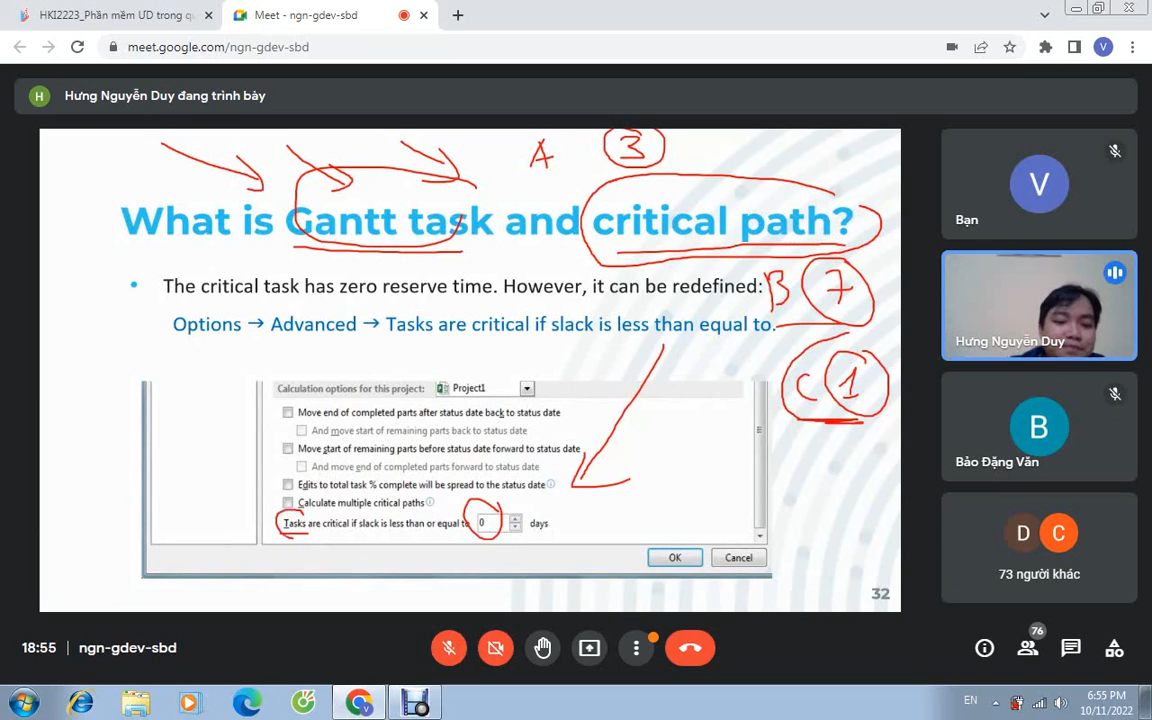 HKI2223_Phần mềm ƯD trong qu
Meet - ngn-gdev-sbd
meet.google.com/ngn-gdev-sbd
V
H
Hưng Nguyễn Duy đang trình bày
A 3
What is Gantt task and critical path?
The critical task has zero reserve time. However, it can be redefined:
B 7
Options → Advanced → Tasks are critical if slack is less than equal to.
C 1
Calculation options for this project: Project1
Move end of completed parts after status date back to status date
And move start of remaining parts back to status date
Move start of remaining parts before status date forward to status date
And move end of completed parts forward to status date
Edits to total task % complete will be spread to the status date
Calculate multiple critical paths
Tasks are critical if slack is less than or equal to 0 days
OK Cancel
32
V
Bạn
Hưng Nguyễn Duy
B
Bảo Đặng Văn
D C
73 người khác
18:55 ngn-gdev-sbd
76
EN
6:55 PM
10/11/2022